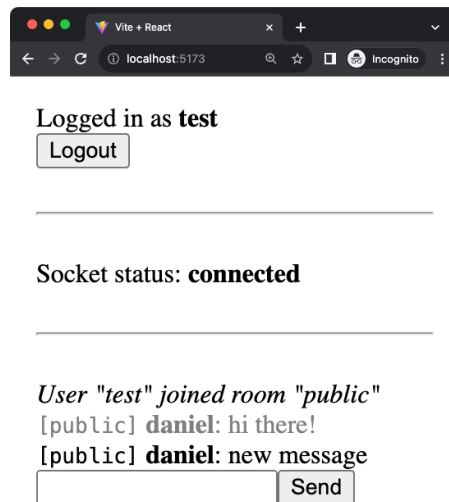 Vite + React
localhost:5173
Incognito
Logged in as test
Logout
Socket status: connected
User "test" joined room "public"
[public] daniel: hi there!
[public] daniel: new message
Send